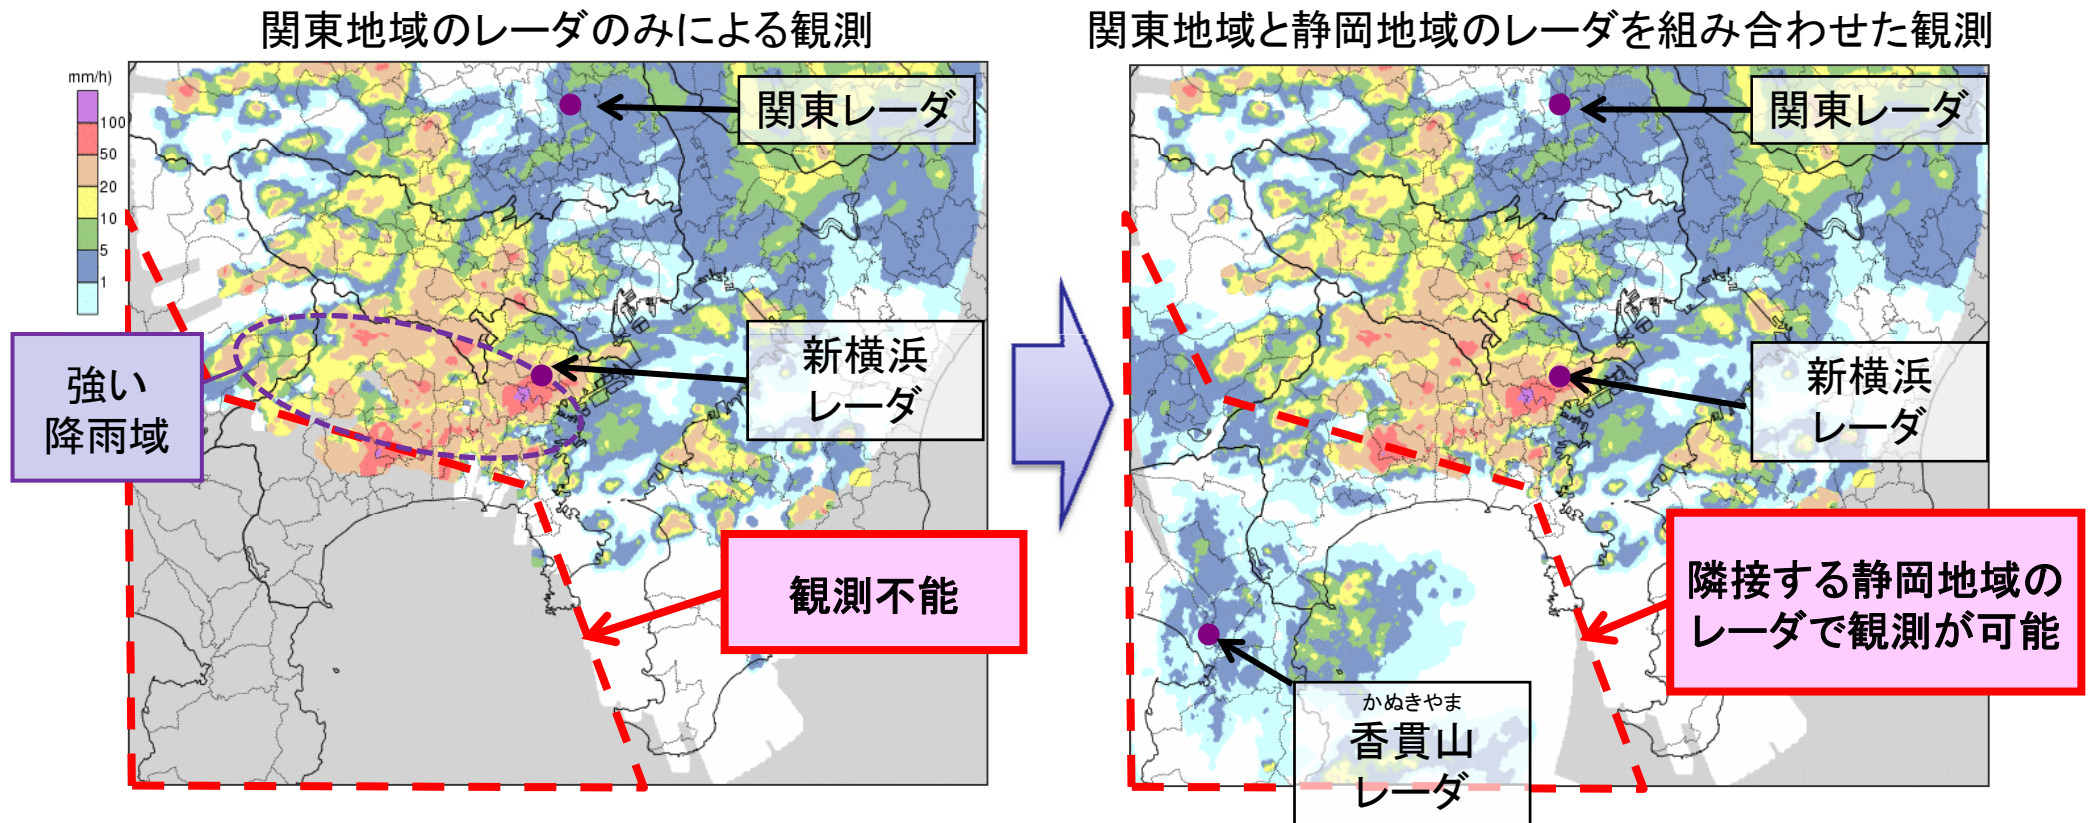 関東地域のレーダのみによる観測
mm/h)
100
50
20
10
5
1
関東レーダ
新横浜
レーダ
強い
降雨域
観測不能
関東地域と静岡地域のレーダを組み合わせた観測
関東レーダ
新横浜
レーダ
隣接する静岡地域の
レーダで観測が可能
かぬきやま
香貫山
レーダ